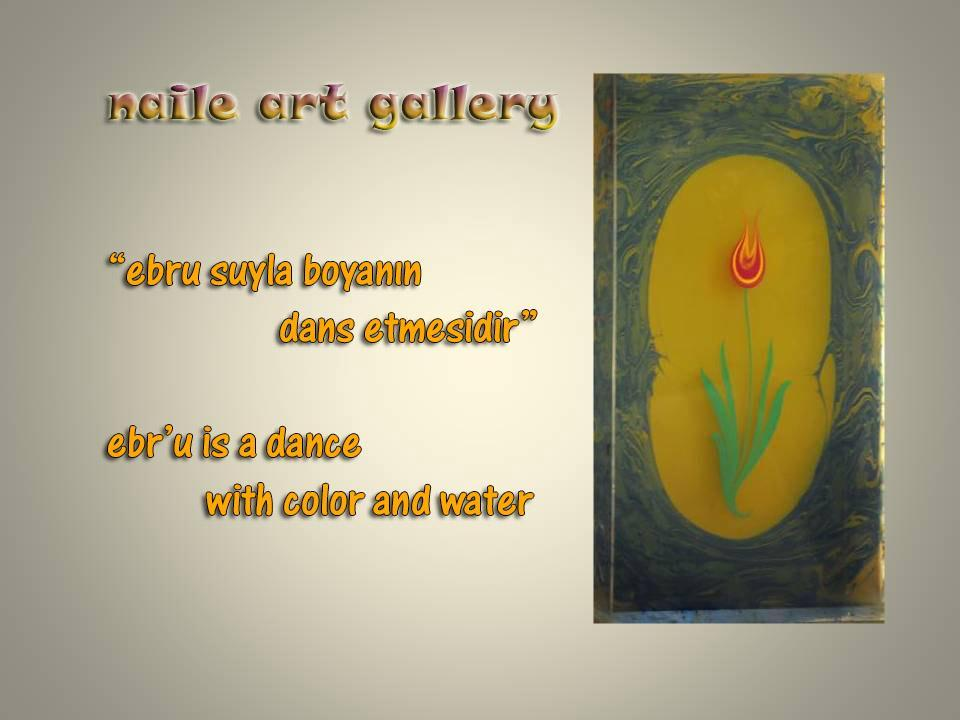 naile art gallery
“ebru suyla boyanın
dans etmesidir”
ebr’u is a dance
with color and water